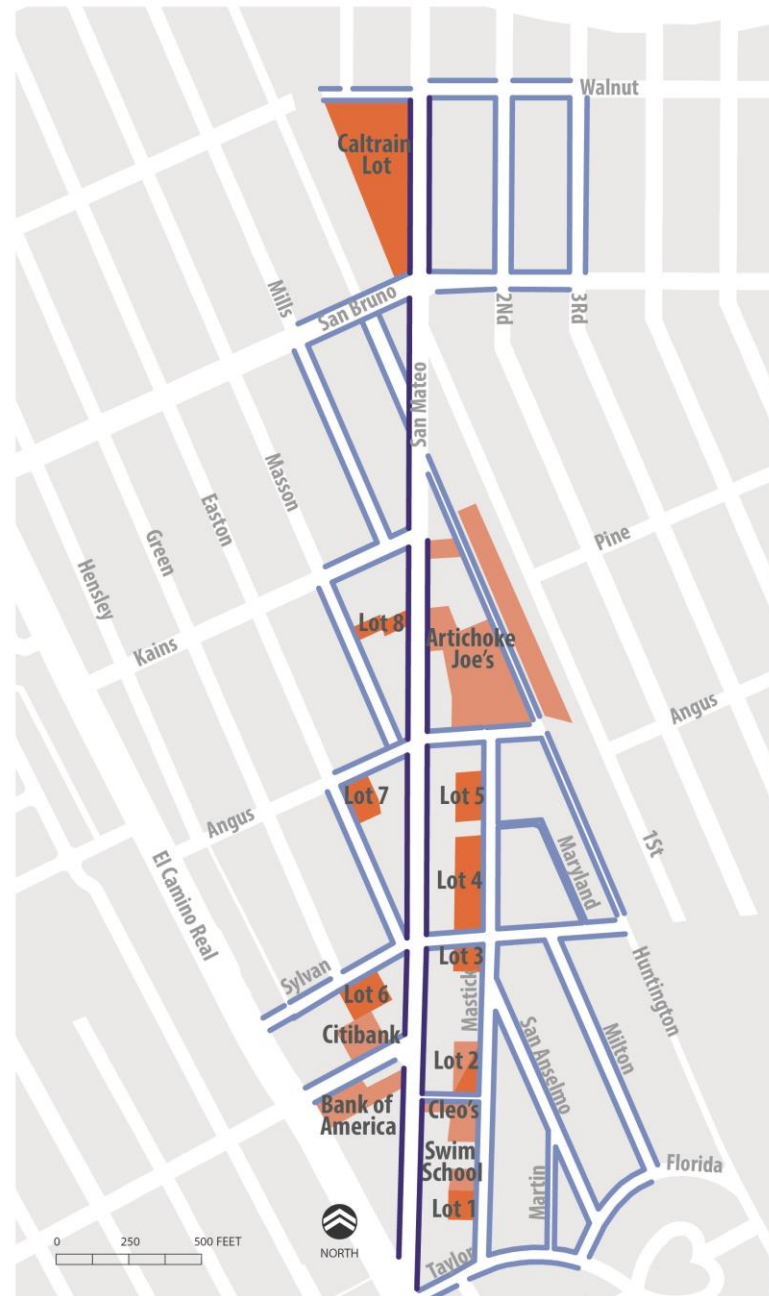 Walnut
Caltrain
Lot
Mills
San Bruno
2Nd
3Rd
San Mateo
Masson
Easton
Green
Hensley
Pine
Kains
Lot 8
Artichoke
Joe's
Angus
Lot 7
Lot 5
Angus
1St
El Camino Real
Lot 4
Maryland
Sylvan
Lot 3
Lot 6
Mastick
Huntington
Citibank
Lot 2
San Anselmo
Milton
Bank of
America
Cleo's
Swim
School
Florida
Lot 1
Martin
0 250 500 FEET
NORTH
Taylor